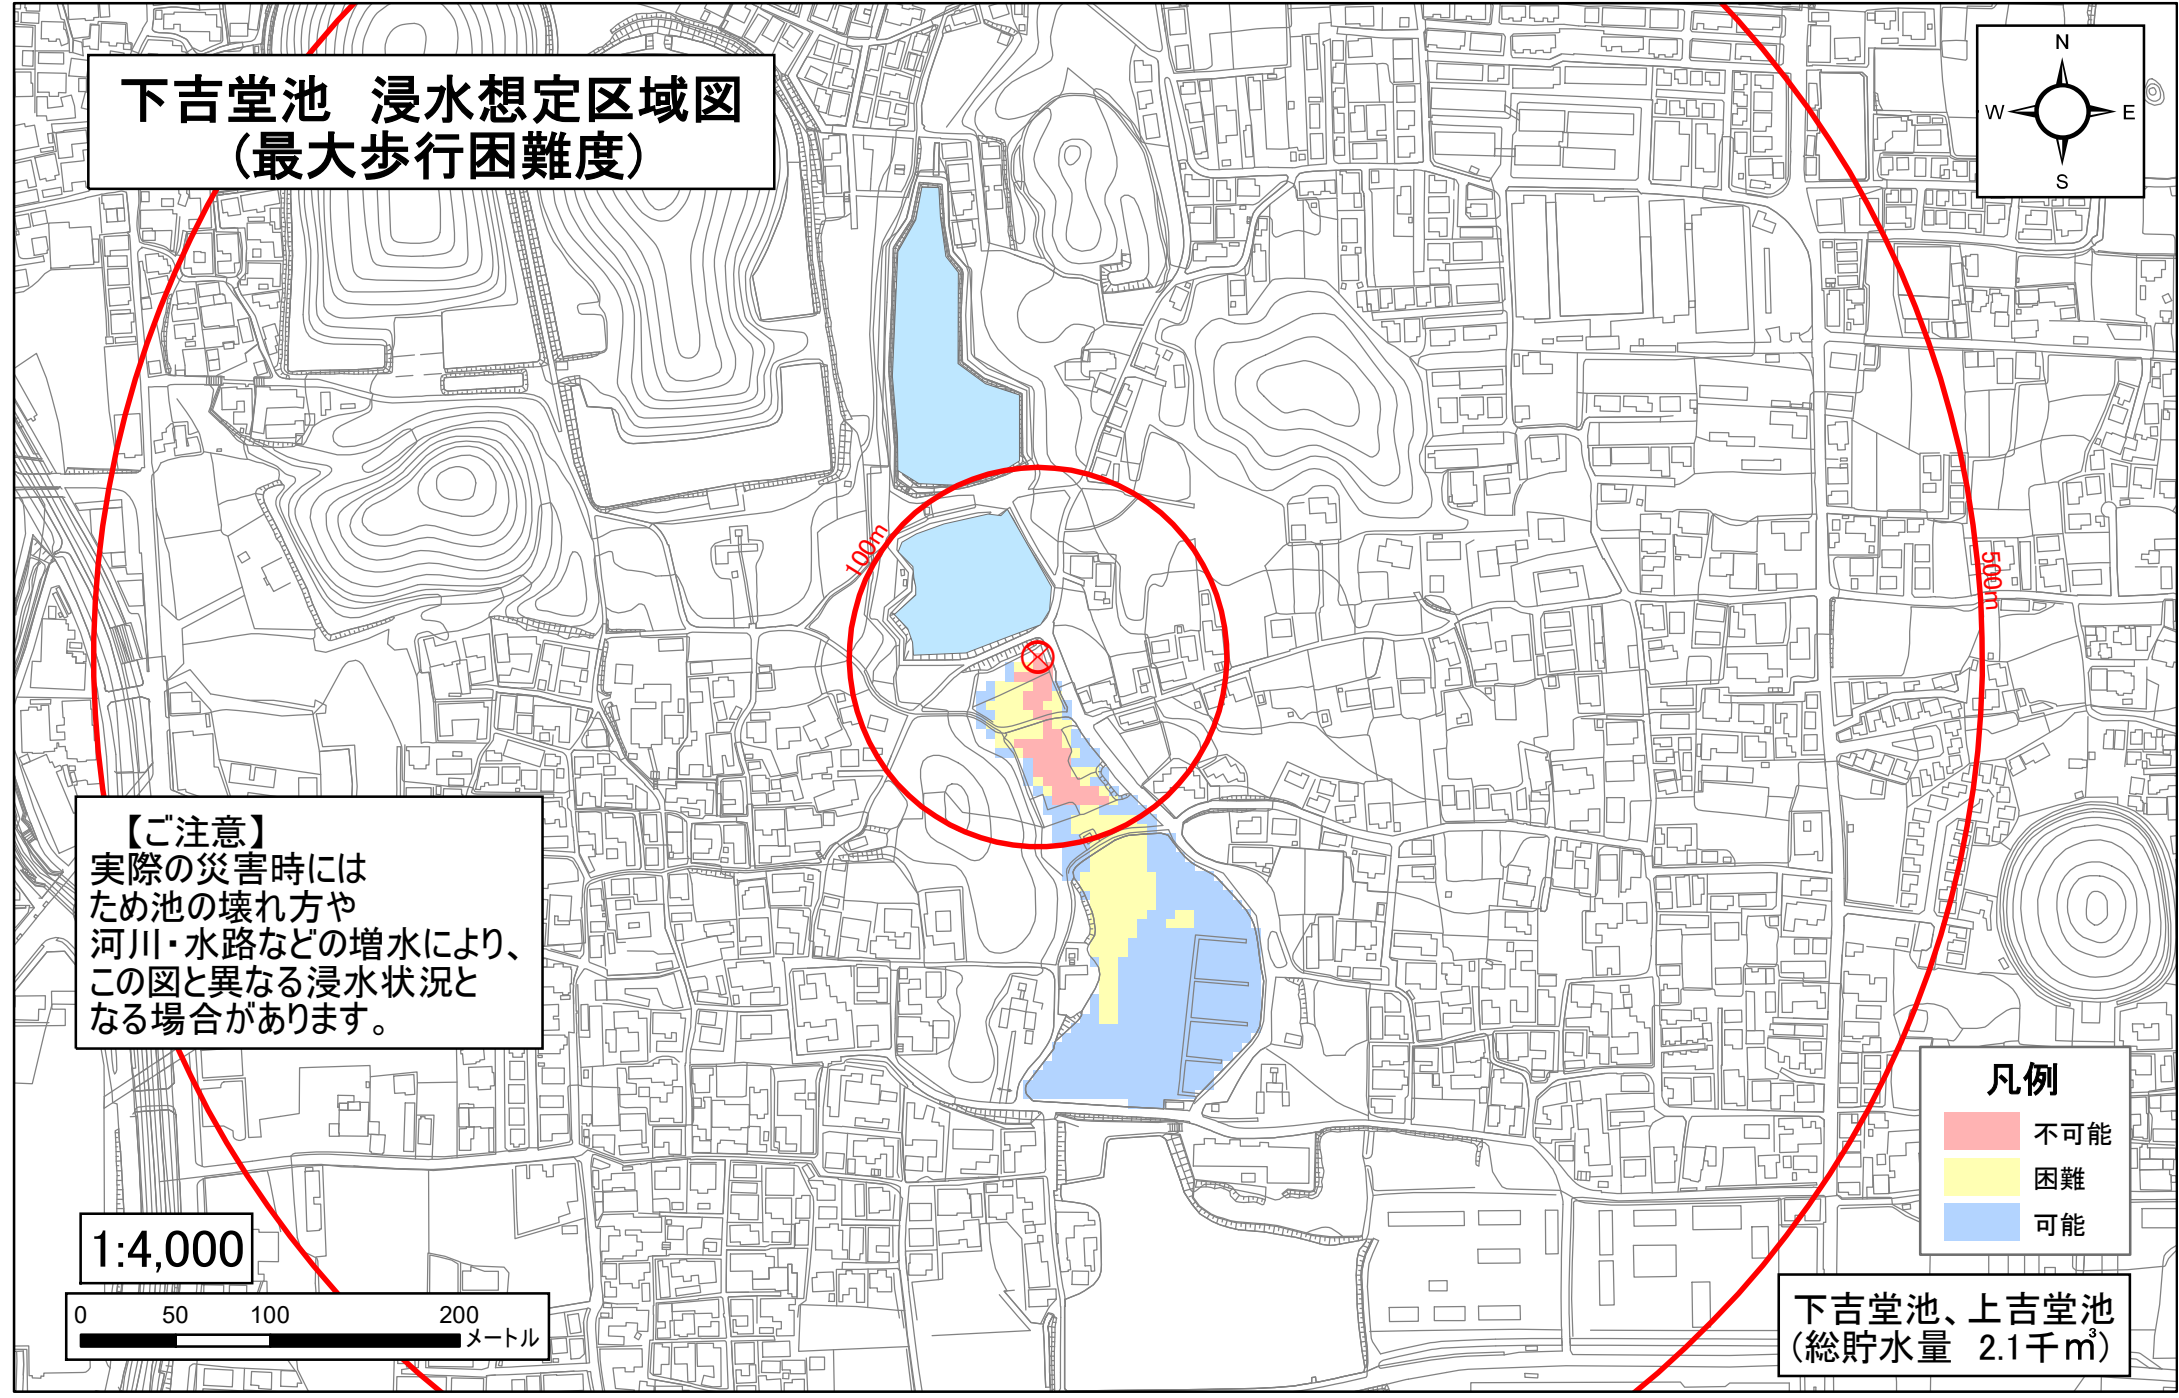 下吉堂池　浸水想定区域図
(最大歩行困難度)
N
W
E
S
100m
500m
【ご注意】
実際の災害時には
ため池の壊れ方や
河川・水路などの増水により、
この図と異なる浸水状況と
なる場合があります。
凡例
不可能
困難
可能
1:4,000
0 50 100 200
メートル
下吉堂池、上吉堂池
(総貯水量　2.1千㎥)